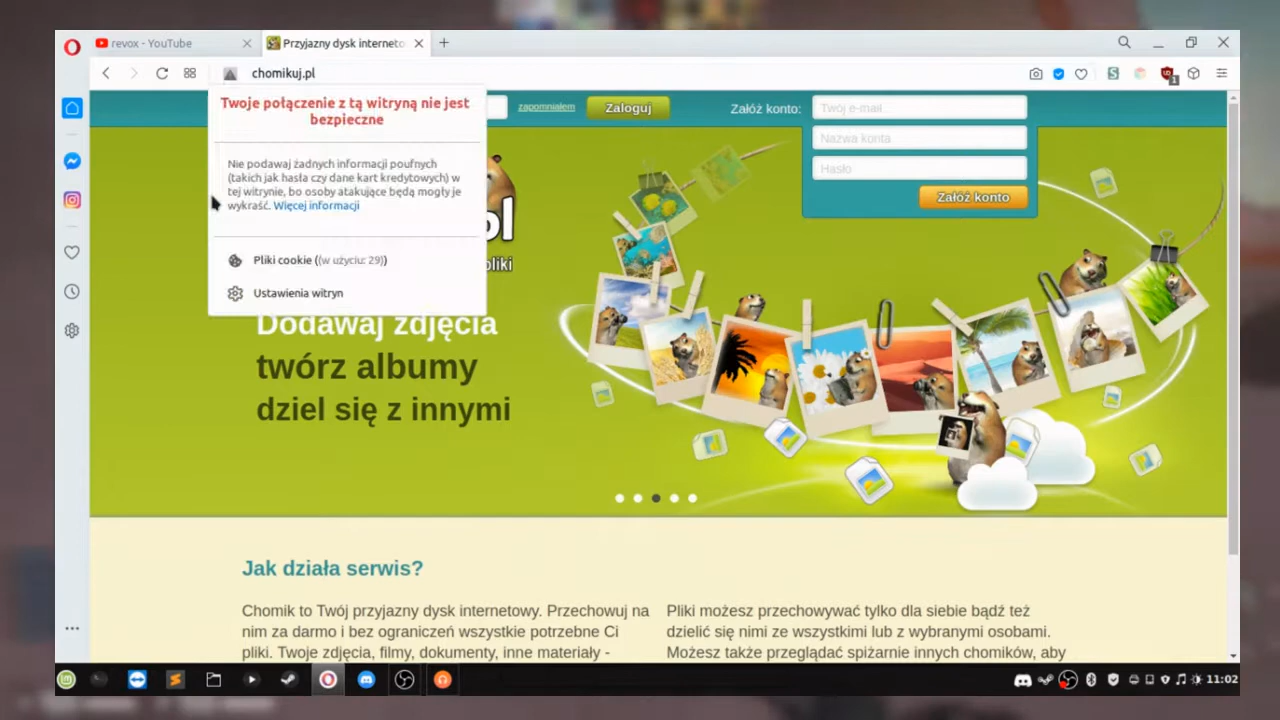 revox - YouTube
Przyjazny dysk interneto
chomikuj.pl
Twoje połączenie z tą witryną nie jest
bezpieczne
Nie podawaj żadnych informacji poufnych
(takich jak hasła czy dane kart kredytowych) w
tej witrynie, bo osoby atakujące będą mogły je
wykraść. Więcej informacji
Pliki cookie ((w użyciu: 29))
Ustawienia witryn
zapomniałem
Zaloguj
Załóż konto:
Twój e-mail
Nazwa konta
Hasło
Załóż konto
pl
pliki
Dodawaj zdjęcia
twórz albumy
dziel się z innymi
Jak działa serwis?
Chomik to Twój przyjazny dysk internetowy. Przechowuj na
nim za darmo i bez ograniczeń wszystkie potrzebne Ci
pliki. Twoje zdjęcia, filmy, dokumenty, inne materiały -
Pliki możesz przechowywać tylko dla siebie bądź też
dzielić się nimi ze wszystkimi lub z wybranymi osobami.
Możesz także przeglądać spiżarnie innych chomików, aby
11:02